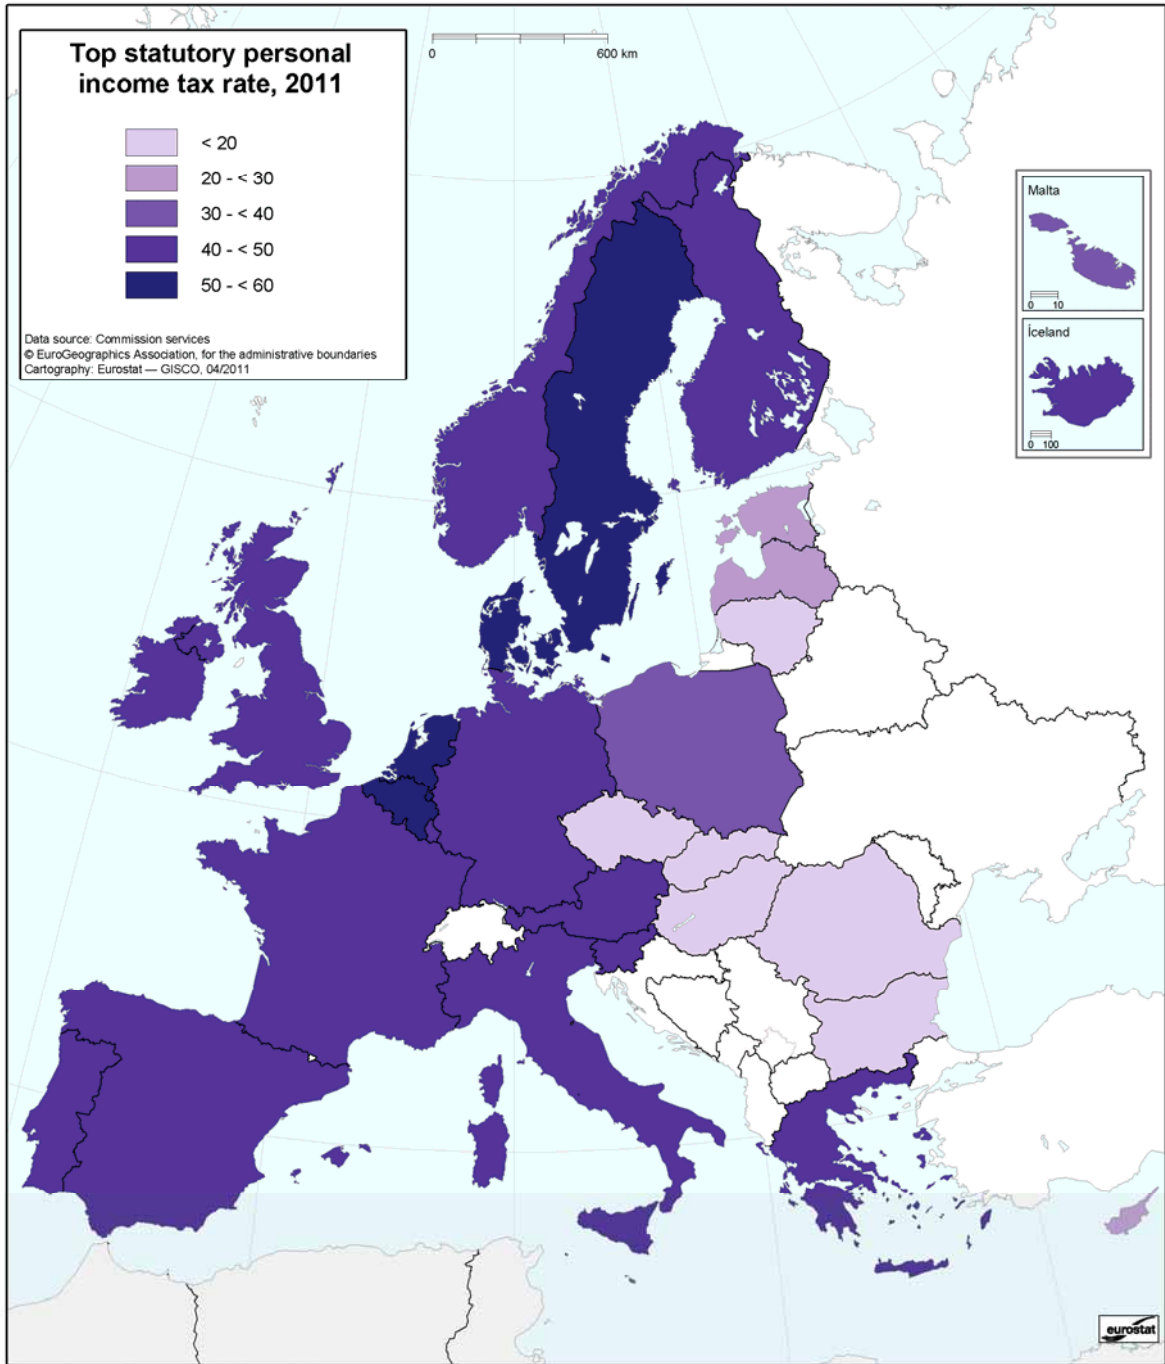 Top statutory personal
income tax rate, 2011
< 20
20 - < 30
30 - < 40
40 - < 50
50 - < 60
Data source: Commission services
© EuroGeographics Association, for the administrative boundaries
Cartography: Eurostat — GISCO, 04/2011
0 600 km
Malta
0 10
Íceland
0 100
eurostat